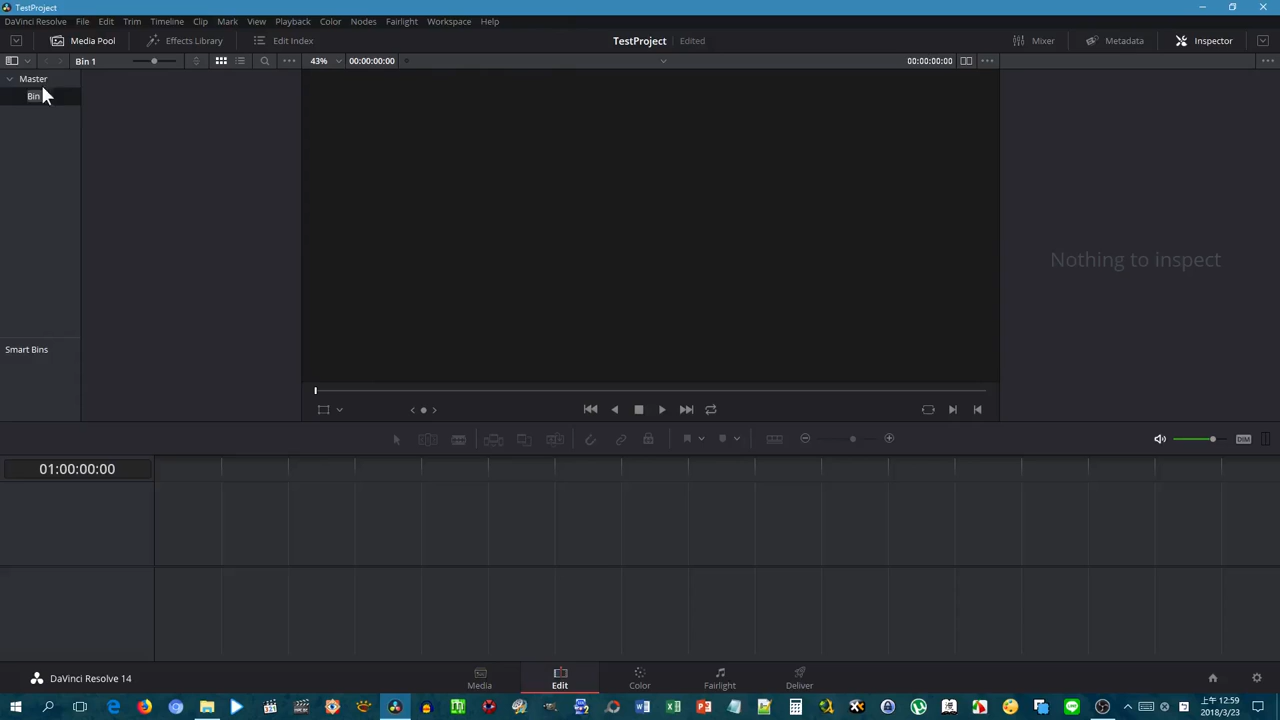 TestProject
DaVinci Resolve File Edit Trim Timeline Clip Mark View Playback Color Nodes Fairlight Workspace Help
Media Pool Effects Library Edit Index TestProject Edited Mixer Metadata Inspector
Bin 1 43% 00:00:00:00 00:00:00:00
Master
Bin
Nothing to inspect
Smart Bins
DIM
01:00:00:00
DaVinci Resolve 14 Media Edit Color Fairlight Deliver
上午 12:59
2018/3/23